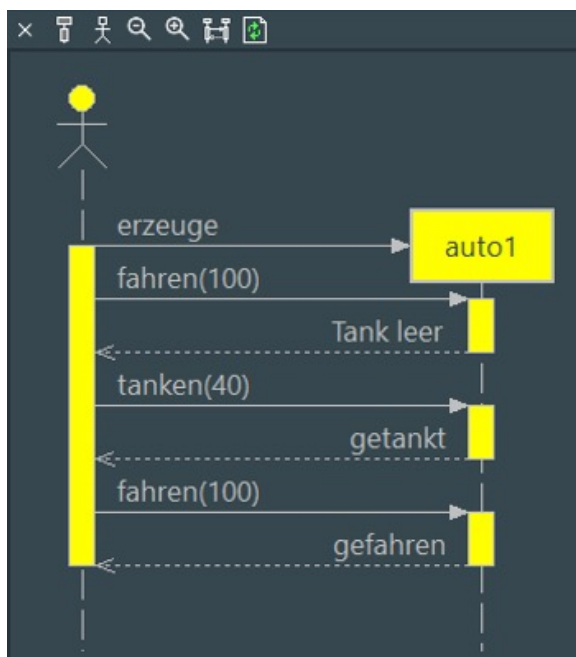 erzeuge
auto1
fahren(100)
Tank leer
tanken(40)
getankt
fahren(100)
gefahren